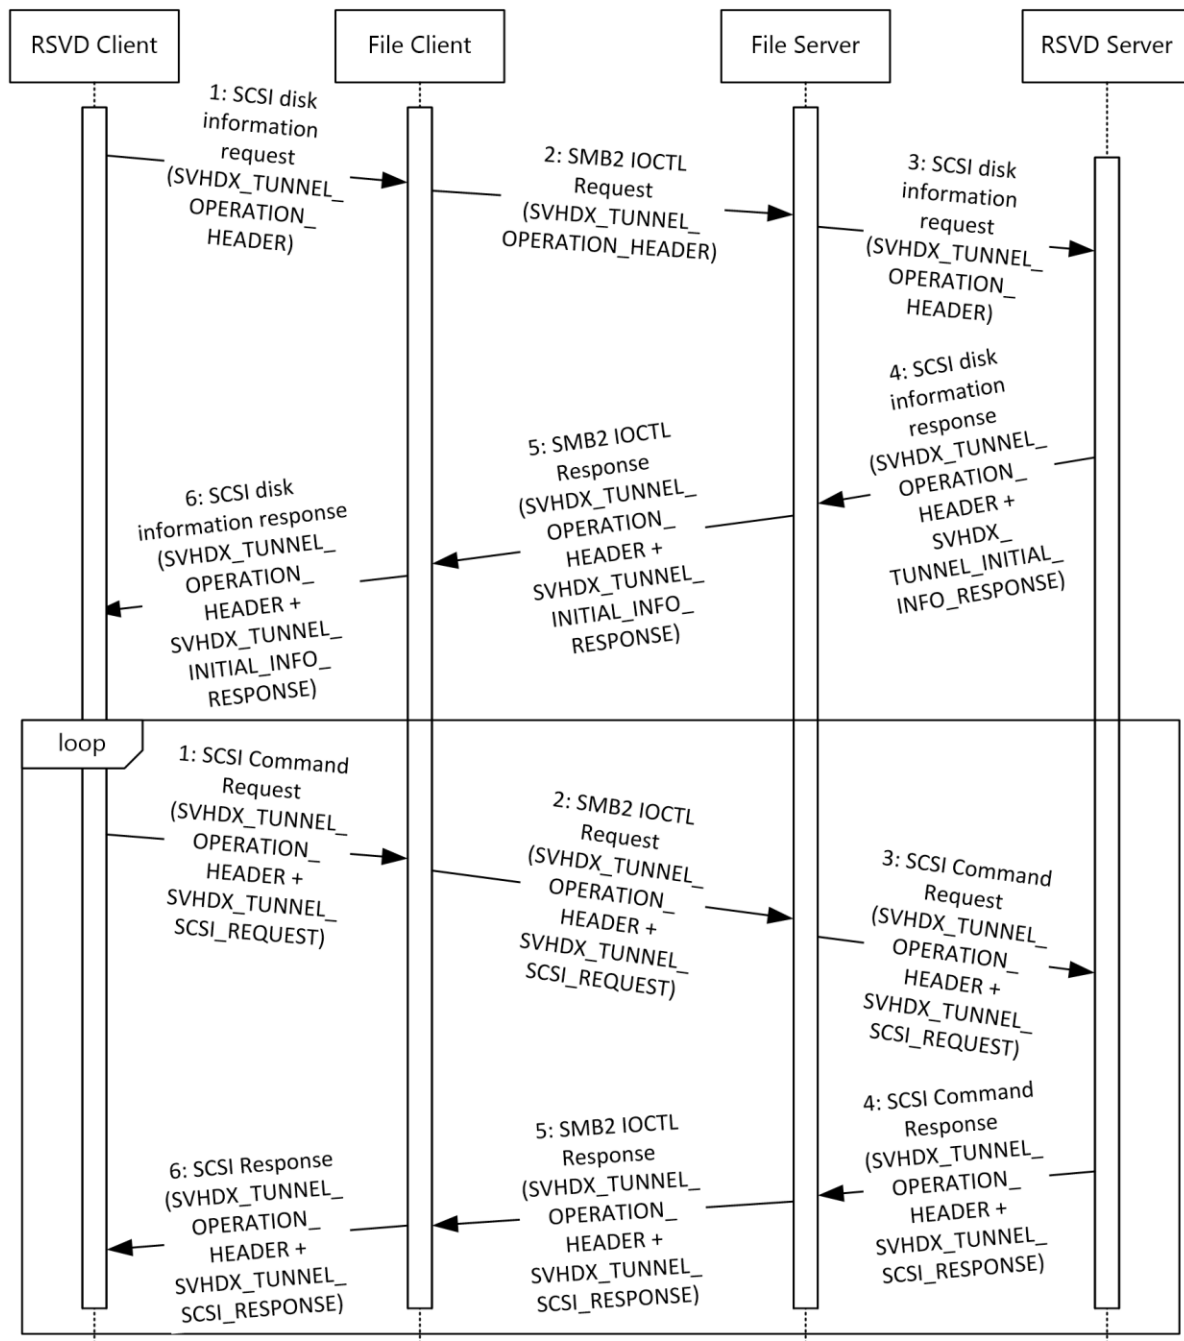 RSVD Client
File Client
File Server
RSVD Server
1: SCSI disk
information
request
(SVHDX_TUNNEL_
OPERATION_
HEADER)
2: SMB2 IOCTL
Request
(SVHDX_TUNNEL_
OPERATION_HEADER)
3: SCSI disk
information
request
(SVHDX_TUNNEL_
OPERATION_
HEADER)
4: SCSI disk
information
response
(SVHDX_TUNNEL_
OPERATION_
HEADER +
SVHDX_
TUNNEL_INITIAL_
INFO_RESPONSE)
5: SMB2 IOCTL
Response
(SVHDX_TUNNEL_
OPERATION_
HEADER +
SVHDX_TUNNEL_
INITIAL_INFO_
RESPONSE)
6: SCSI disk
information response
(SVHDX_TUNNEL_
OPERATION_
HEADER +
SVHDX_TUNNEL_
INITIAL_INFO_
RESPONSE)
loop
1: SCSI Command
Request
(SVHDX_TUNNEL_
OPERATION_
HEADER +
SVHDX_TUNNEL_
SCSI_REQUEST)
2: SMB2 IOCTL
Request
(SVHDX_TUNNEL_
OPERATION_
HEADER +
SVHDX_TUNNEL_
SCSI_REQUEST)
3: SCSI Command
Request
(SVHDX_TUNNEL_
OPERATION_
HEADER +
SVHDX_TUNNEL_
SCSI_REQUEST)
4: SCSI Command
Response
(SVHDX_TUNNEL_
OPERATION_
HEADER +
SVHDX_TUNNEL_
SCSI_RESPONSE)
5: SMB2 IOCTL
Response
(SVHDX_TUNNEL_
OPERATION_
HEADER +
SVHDX_TUNNEL_
SCSI_RESPONSE)
6: SCSI Response
(SVHDX_TUNNEL_
OPERATION_
HEADER +
SVHDX_TUNNEL_
SCSI_RESPONSE)